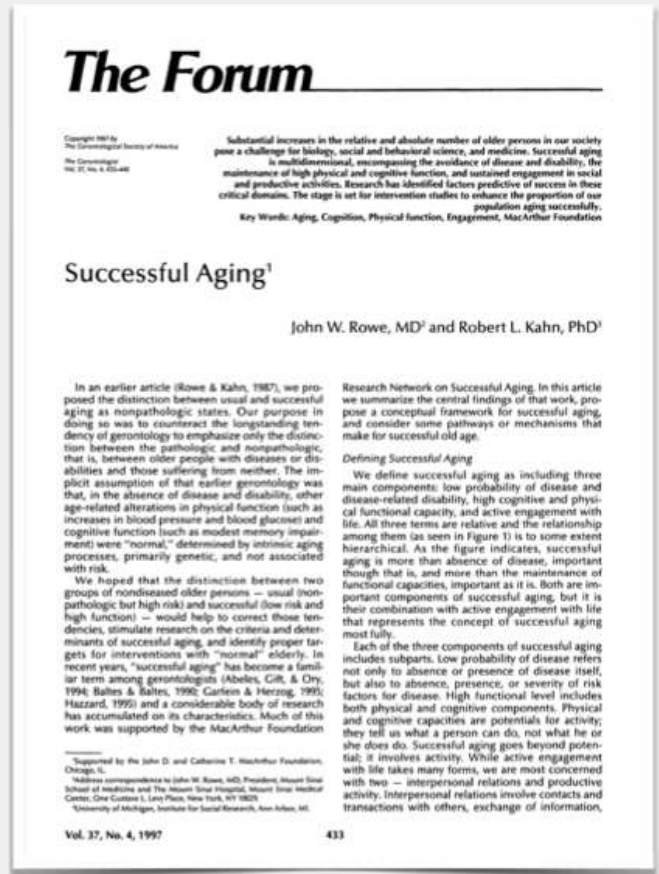 The Forum
Copyright 1997 by
The Gerontological Society of America
The Gerontologist
Vol. 37, No. 4, 433-440
Substantial increases in the relative and absolute number of older persons in our society
pose a challenge for biology, social and behavioral science, and medicine. Successful aging
is multidimensional, encompassing the avoidance of disease and disability, the
maintenance of high physical and cognitive function, and sustained engagement in social
and productive activities. Research has identified factors predictive of success in these
critical domains. The stage is set for intervention studies to enhance the proportion of our
population aging successfully.
Key Words: Aging, Cognition, Physical function, Engagement, MacArthur Foundation
Successful Aging¹
John W. Rowe, MD² and Robert L. Kahn, PhD³
In an earlier article (Rowe & Kahn, 1987), we pro-
posed the distinction between usual and successful
aging as nonpathologic states. Our purpose in
doing so was to counteract the longstanding ten-
dency of gerontology to emphasize only the distinc-
tion between the pathologic and nonpathologic,
that is, between older people with diseases or dis-
abilities and those suffering from neither. The im-
plicit assumption of that earlier gerontology was
that, in the absence of disease and disability, other
age-related alterations in physical function (such as
increases in blood pressure and blood glucose) and
cognitive function (such as modest memory impair-
ment) were "normal," determined by intrinsic aging
processes, primarily genetic, and not associated
with risk.
We hoped that the distinction between two
groups of nondiseased older persons — usual (non-
pathologic but high risk) and successful (low risk and
high function) — would help to correct those ten-
dencies, stimulate research on the criteria and deter-
minants of successful aging, and identify proper tar-
gets for interventions with "normal" elderly. In
recent years, "successful aging" has become a famil-
iar term among gerontologists (Abeles, Gift, & Ory,
1994; Baltes & Baltes, 1990; Garfein & Herzog, 1995;
Hazzard, 1995) and a considerable body of research
has accumulated on its characteristics. Much of this
work was supported by the MacArthur Foundation
¹Supported by the John D. and Catherine T. MacArthur Foundation,
Chicago, IL.
²Address correspondence to John W. Rowe, MD, President, Mount Sinai
School of Medicine and The Mount Sinai Hospital, Mount Sinai Medical
Center, One Gustave L. Levy Place, New York, NY 10029.
³University of Michigan, Institute for Social Research, Ann Arbor, MI.
Research Network on Successful Aging. In this article
we summarize the central findings of that work, pro-
pose a conceptual framework for successful aging,
and consider some pathways or mechanisms that
make for successful old age.
Defining Successful Aging
We define successful aging as including three
main components: low probability of disease and
disease-related disability, high cognitive and physi-
cal functional capacity, and active engagement with
life. All three terms are relative and the relationship
among them (as seen in Figure 1) is to some extent
hierarchical. As the figure indicates, successful
aging is more than absence of disease, important
though that is, and more than the maintenance of
functional capacities, important as it is. Both are im-
portant components of successful aging, but it is
their combination with active engagement with life
that represents the concept of successful aging
most fully.
Each of the three components of successful aging
includes subparts. Low probability of disease refers
not only to absence or presence of disease itself,
but also to absence, presence, or severity of risk
factors for disease. High functional level includes
both physical and cognitive components. Physical
and cognitive capacities are potentials for activity;
they tell us what a person can do, not what he or
she does do. Successful aging goes beyond poten-
tial; it involves activity. While active engagement
with life takes many forms, we are most concerned
with two — interpersonal relations and productive
activity. Interpersonal relations involve contacts and
transactions with others, exchange of information,
Vol. 37, No. 4, 1997
433